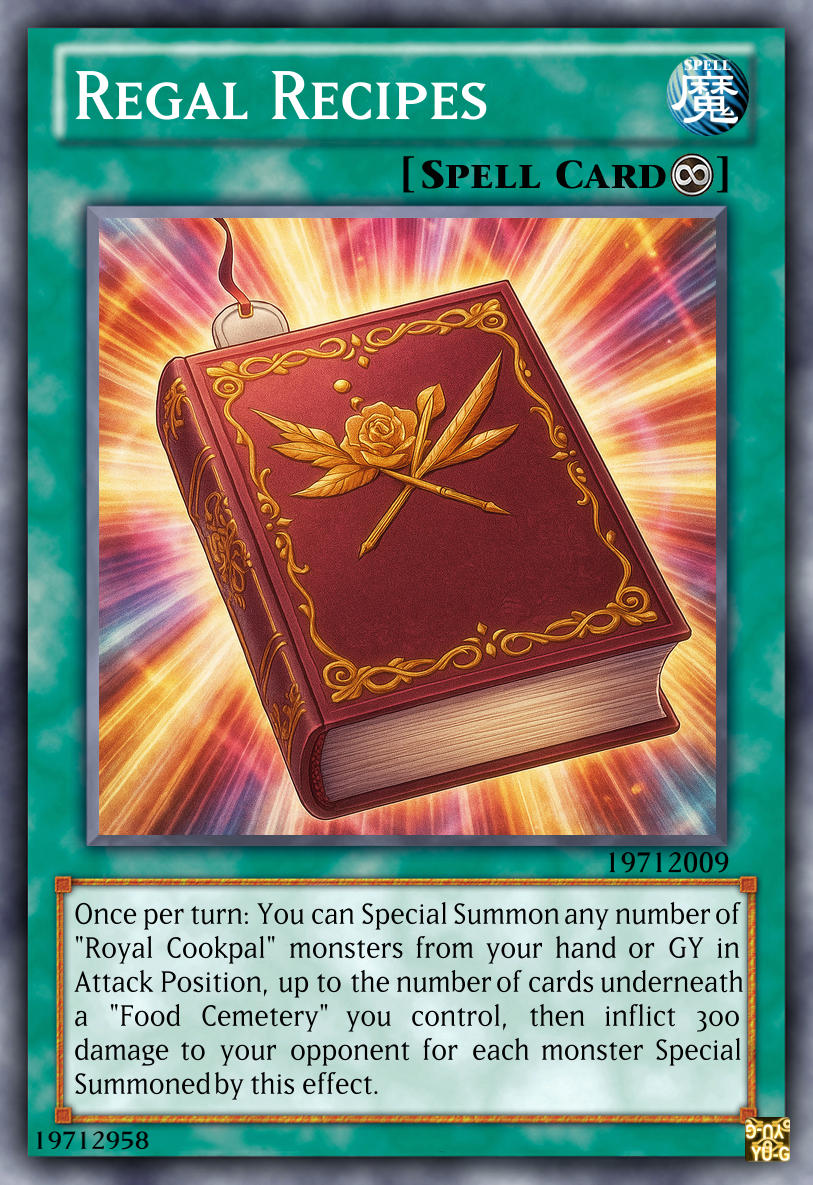 Regal Recipes
SPELL
魔
[Spell Card]
19712009
Once per turn: You can Special Summon any number of
"Royal Cookpal" monsters from your hand or GY in
Attack Position, up to the number of cards underneath
a "Food Cemetery" you control, then inflict 300
damage to your opponent for each monster Special
Summoned by this effect.
19712958